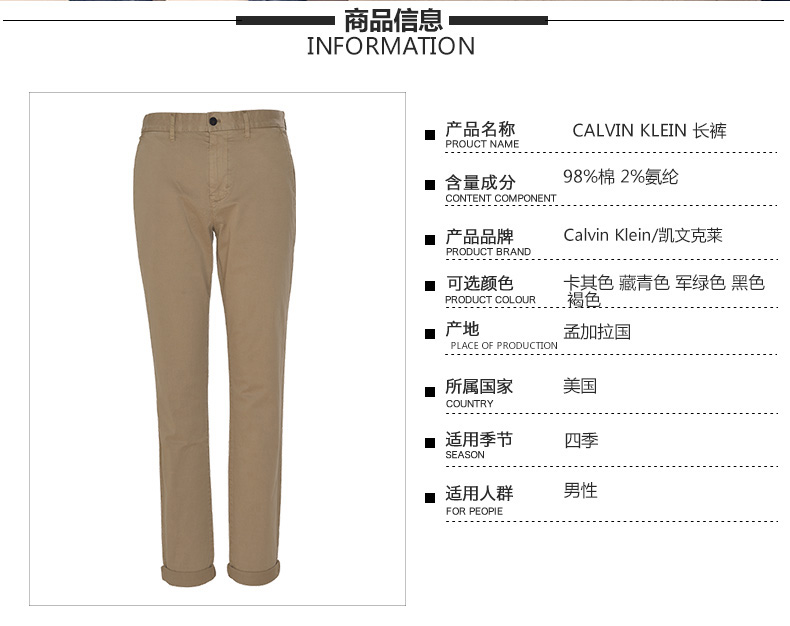 商品信息
INFORMATION
产品名称 CALVIN KLEIN 长裤
PROUCT NAME
含量成分 98%棉 2%氨纶
CONTENT COMPONENT
产品品牌 Calvin Klein/凯文克莱
PRODUCT BRAND
可选颜色 卡其色 藏青色 军绿色 黑色
PRODUCT COLOUR 褐色
产地 孟加拉国
PLACE OF PRODUCTION
所属国家 美国
COUNTRY
适用季节 四季
SEASON
适用人群 男性
FOR PEOPIE